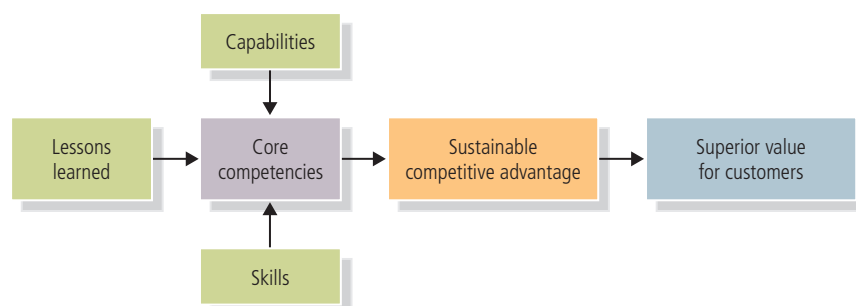 Capabilities
Lessons
learned
Core
competencies
Sustainable
competitive advantage
Superior value
for customers
Skills